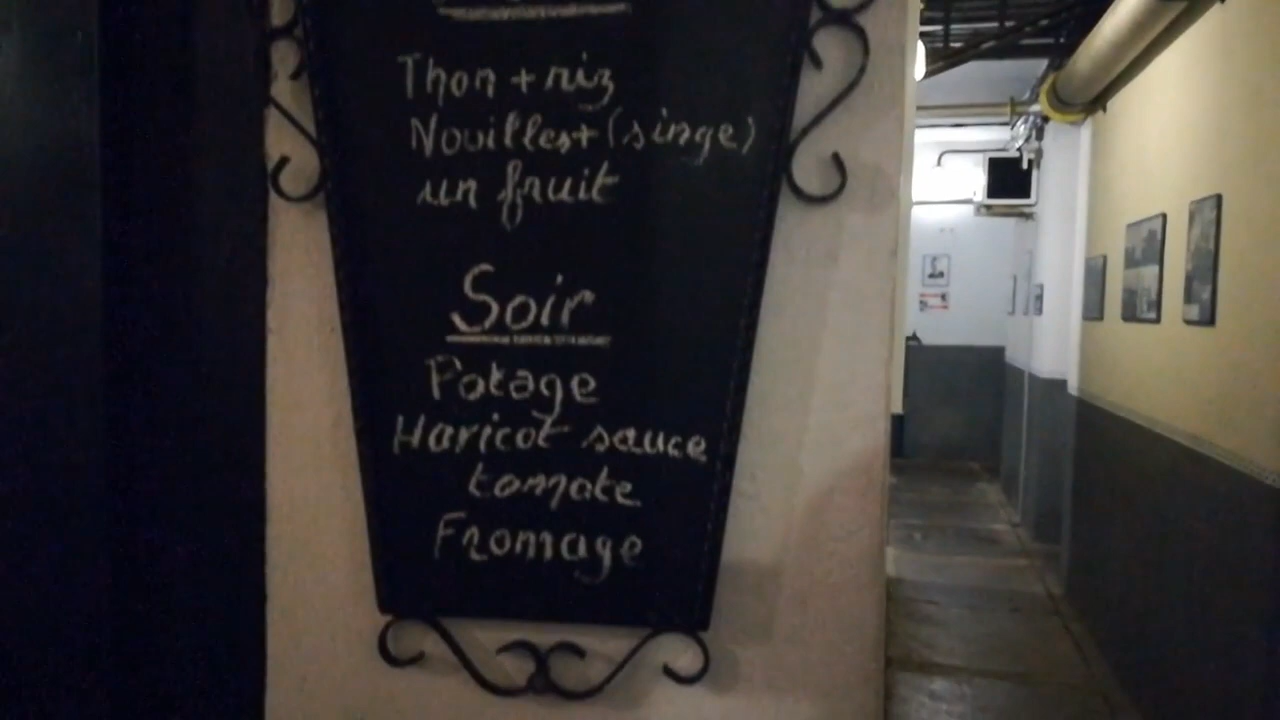 Thon + riz
Nouilles + (singe)
un fruit
Soir
Potage
Haricot sauce
tomate
Fromage